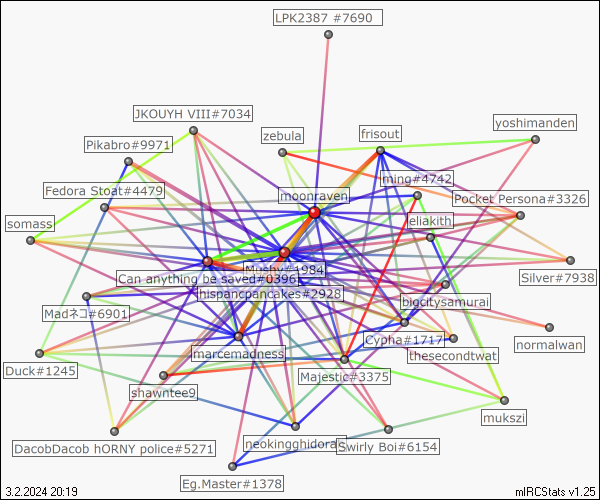 LPK2387 #7690
JKOUYH VIII#7034
yoshimanden
zebula
frisout
Pikabro#9971
ming#4742
Fedora Stoat#4479
moonraven
Pocket Persona#3326
somass
eliakith
Muchy#1984
Can anything be saved#0396
Silver#7938
hispancpancakes#2928
bigcitysamurai
Madネコ#6901
Cypha#1717
normalwan
marcemadness
thesecondtwat
Duck#1245
Majestic#3375
shawntee9
mukszi
DacobDacob hORNY police#5271
neokingghidora
Swirly Boi#6154
Eg.Master#1378
3.2.2024 20:19
mIRCStats v1.25